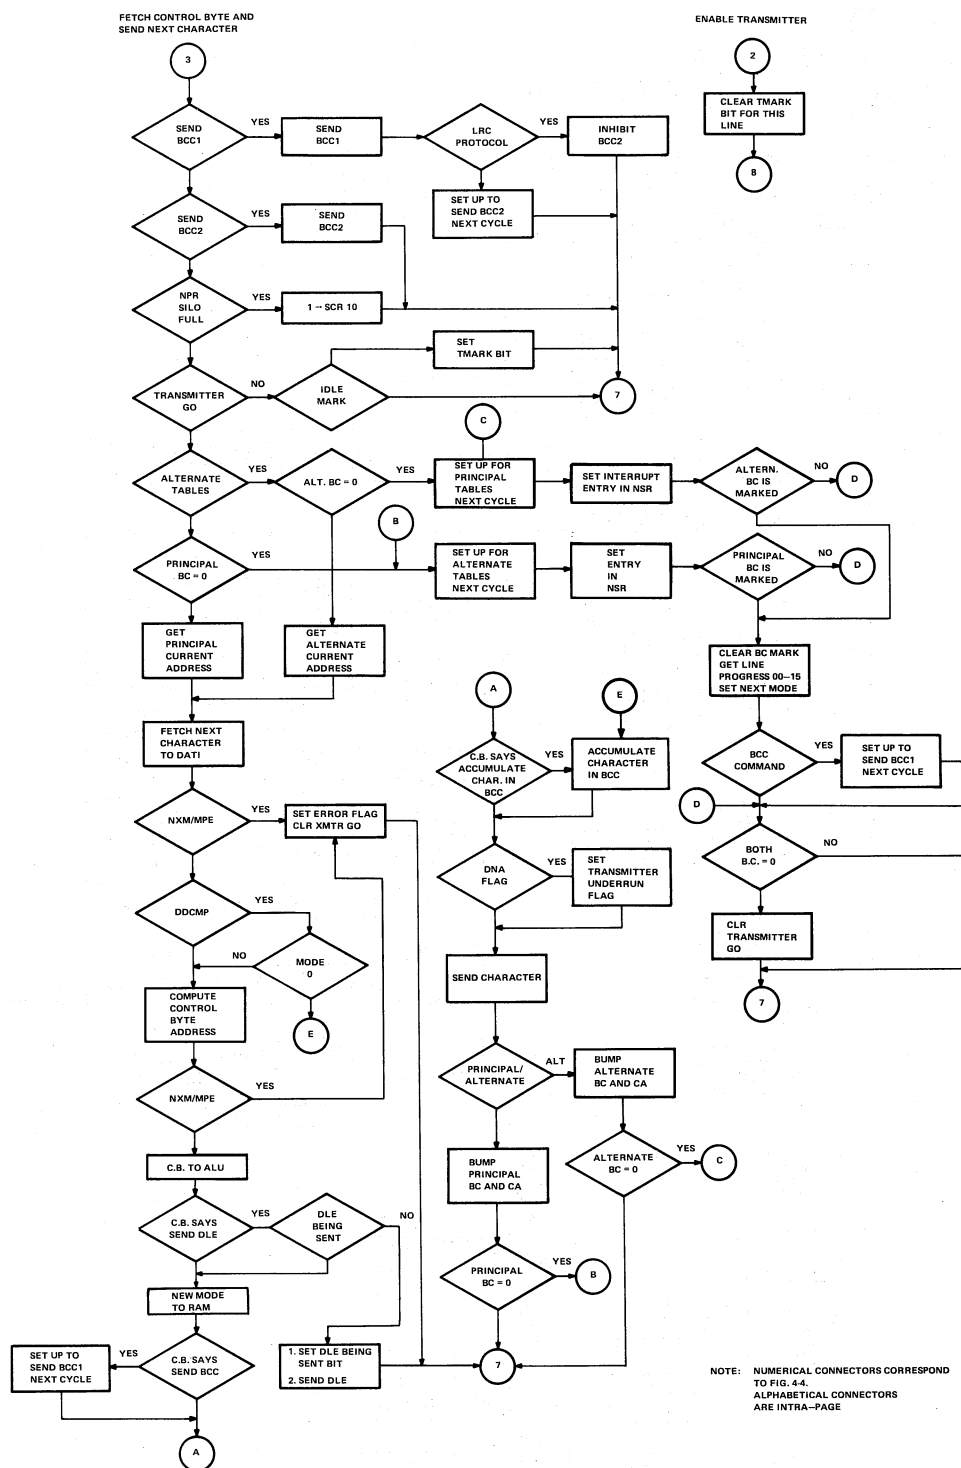 FETCH CONTROL BYTE AND
SEND NEXT CHARACTER
3
SEND
BCC1
YES
SEND
BCC1
LRC
PROTOCOL
YES
INHIBIT
BCC2
SET UP TO
SEND BCC2
NEXT CYCLE
SEND
BCC2
YES
SEND
BCC2
NPR
SILO
FULL
YES
1 → SCR 10
SET
TMARK BIT
TRANSMITTER
GO
NO
IDLE
MARK
7
ENABLE TRANSMITTER
2
CLEAR TMARK
BIT FOR THIS
LINE
B
C
ALTERNATE
TABLES
YES
ALT. BC = 0
YES
SET UP FOR
PRINCIPAL
TABLES
NEXT CYCLE
SET INTERRUPT
ENTRY IN NSR
ALTERN.
BC IS
MARKED
NO
D
B
PRINCIPAL
BC = 0
YES
SET UP FOR
ALTERNATE
TABLES
NEXT CYCLE
SET
ENTRY
IN
NSR
PRINCIPAL
BC IS
MARKED
NO
D
GET
PRINCIPAL
CURRENT
ADDRESS
GET
ALTERNATE
CURRENT
ADDRESS
FETCH NEXT
CHARACTER
TO DATI
NXM/MPE
YES
SET ERROR FLAG
CLR XMTR GO
DDCMP
YES
MODE
0
NO
E
COMPUTE
CONTROL
BYTE
ADDRESS
NXM/MPE
YES
C.B. TO ALU
C.B. SAYS
SEND DLE
YES
DLE
BEING
SENT
NO
NEW MODE
TO RAM
C.B. SAYS
SEND BCC
YES
SET UP TO
SEND BCC1
NEXT CYCLE
A
1. SET DLE BEING
SENT BIT
2. SEND DLE
7
A
E
C.B. SAYS
ACCUMULATE
CHAR. IN
BCC
YES
ACCUMULATE
CHARACTER
IN BCC
DNA
FLAG
YES
SET
TRANSMITTER
UNDERRUN
FLAG
SEND CHARACTER
PRINCIPAL/
ALTERNATE
ALT
BUMP
ALTERNATE
BC AND CA
BUMP
PRINCIPAL
BC AND CA
ALTERNATE
BC = 0
YES
C
PRINCIPAL
BC = 0
YES
B
CLEAR BC MARK
GET LINE
PROGRESS 00–15
SET NEXT MODE
BCC
COMMAND
YES
SET UP TO
SEND BCC1
NEXT CYCLE
D
BOTH
B.C. = 0
NO
CLR
TRANSMITTER
GO
7
NOTE: NUMERICAL CONNECTORS CORRESPOND
TO FIG. 4-4.
ALPHABETICAL CONNECTORS
ARE INTRA–PAGE